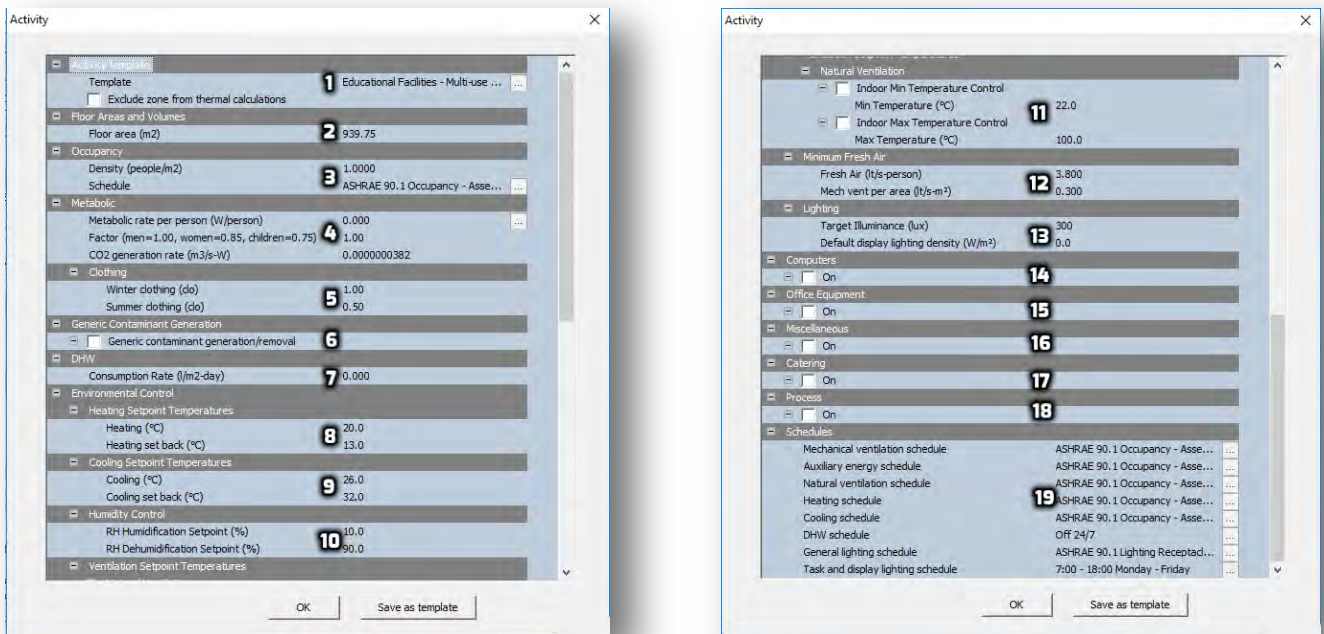 Activity
Activity Template
Template 1 Educational Facilities - Multi-use ... ...
Exclude zone from thermal calculations
Floor Areas and Volumes
Floor area (m2) 2 939.75
Occupancy
Density (people/m2) 1.0000
3
Schedule ASHRAE 90.1 Occupancy - Asse... ...
Metabolic
Metabolic rate per person (W/person) 0.000 ...
Factor (men=1.00, women=0.85, children=0.75) 4 1.00
CO2 generation rate (m3/s-W) 0.0000000382
Clothing
Winter clothing (clo) 1.00
5
Summer clothing (clo) 0.50
Generic Contaminant Generation
Generic contaminant generation/removal 6
DHW
Consumption Rate (l/m2-day) 7 0.000
Environmental Control
Heating Setpoint Temperatures
Heating (°C) 20.0
8
Heating set back (°C) 13.0
Cooling Setpoint Temperatures
Cooling (°C) 26.0
9
Cooling set back (°C) 32.0
Humidity Control
RH Humidification Setpoint (%) 10.0
10
RH Dehumidification Setpoint (%) 90.0
Ventilation Setpoint Temperatures
OK Save as template
Activity
Natural Ventilation
Indoor Min Temperature Control
Min Temperature (°C) 11 22.0
Indoor Max Temperature Control
Max Temperature (°C) 100.0
Minimum Fresh Air
Fresh Air (lt/s-person) 3.800
12
Mech vent per area (lt/s-m²) 0.300
Lighting
Target Illuminance (lux) 300
13
Default display lighting density (W/m²) 0.0
Computers
On 14
Office Equipment
On 15
Miscellaneous
On 16
Catering
On 17
Process
18
On
Schedules
Mechanical ventilation schedule ASHRAE 90.1 Occupancy - Asse... ...
Auxiliary energy schedule ASHRAE 90.1 Occupancy - Asse... ...
Natural ventilation schedule ASHRAE 90.1 Occupancy - Asse... ...
Heating schedule 19 ASHRAE 90.1 Occupancy - Asse... ...
Cooling schedule ASHRAE 90.1 Occupancy - Asse... ...
DHW schedule Off 24/7 ...
General lighting schedule ASHRAE 90.1 Lighting Receptacl... ...
Task and display lighting schedule 7:00 - 18:00 Monday - Friday ...
OK Save as template